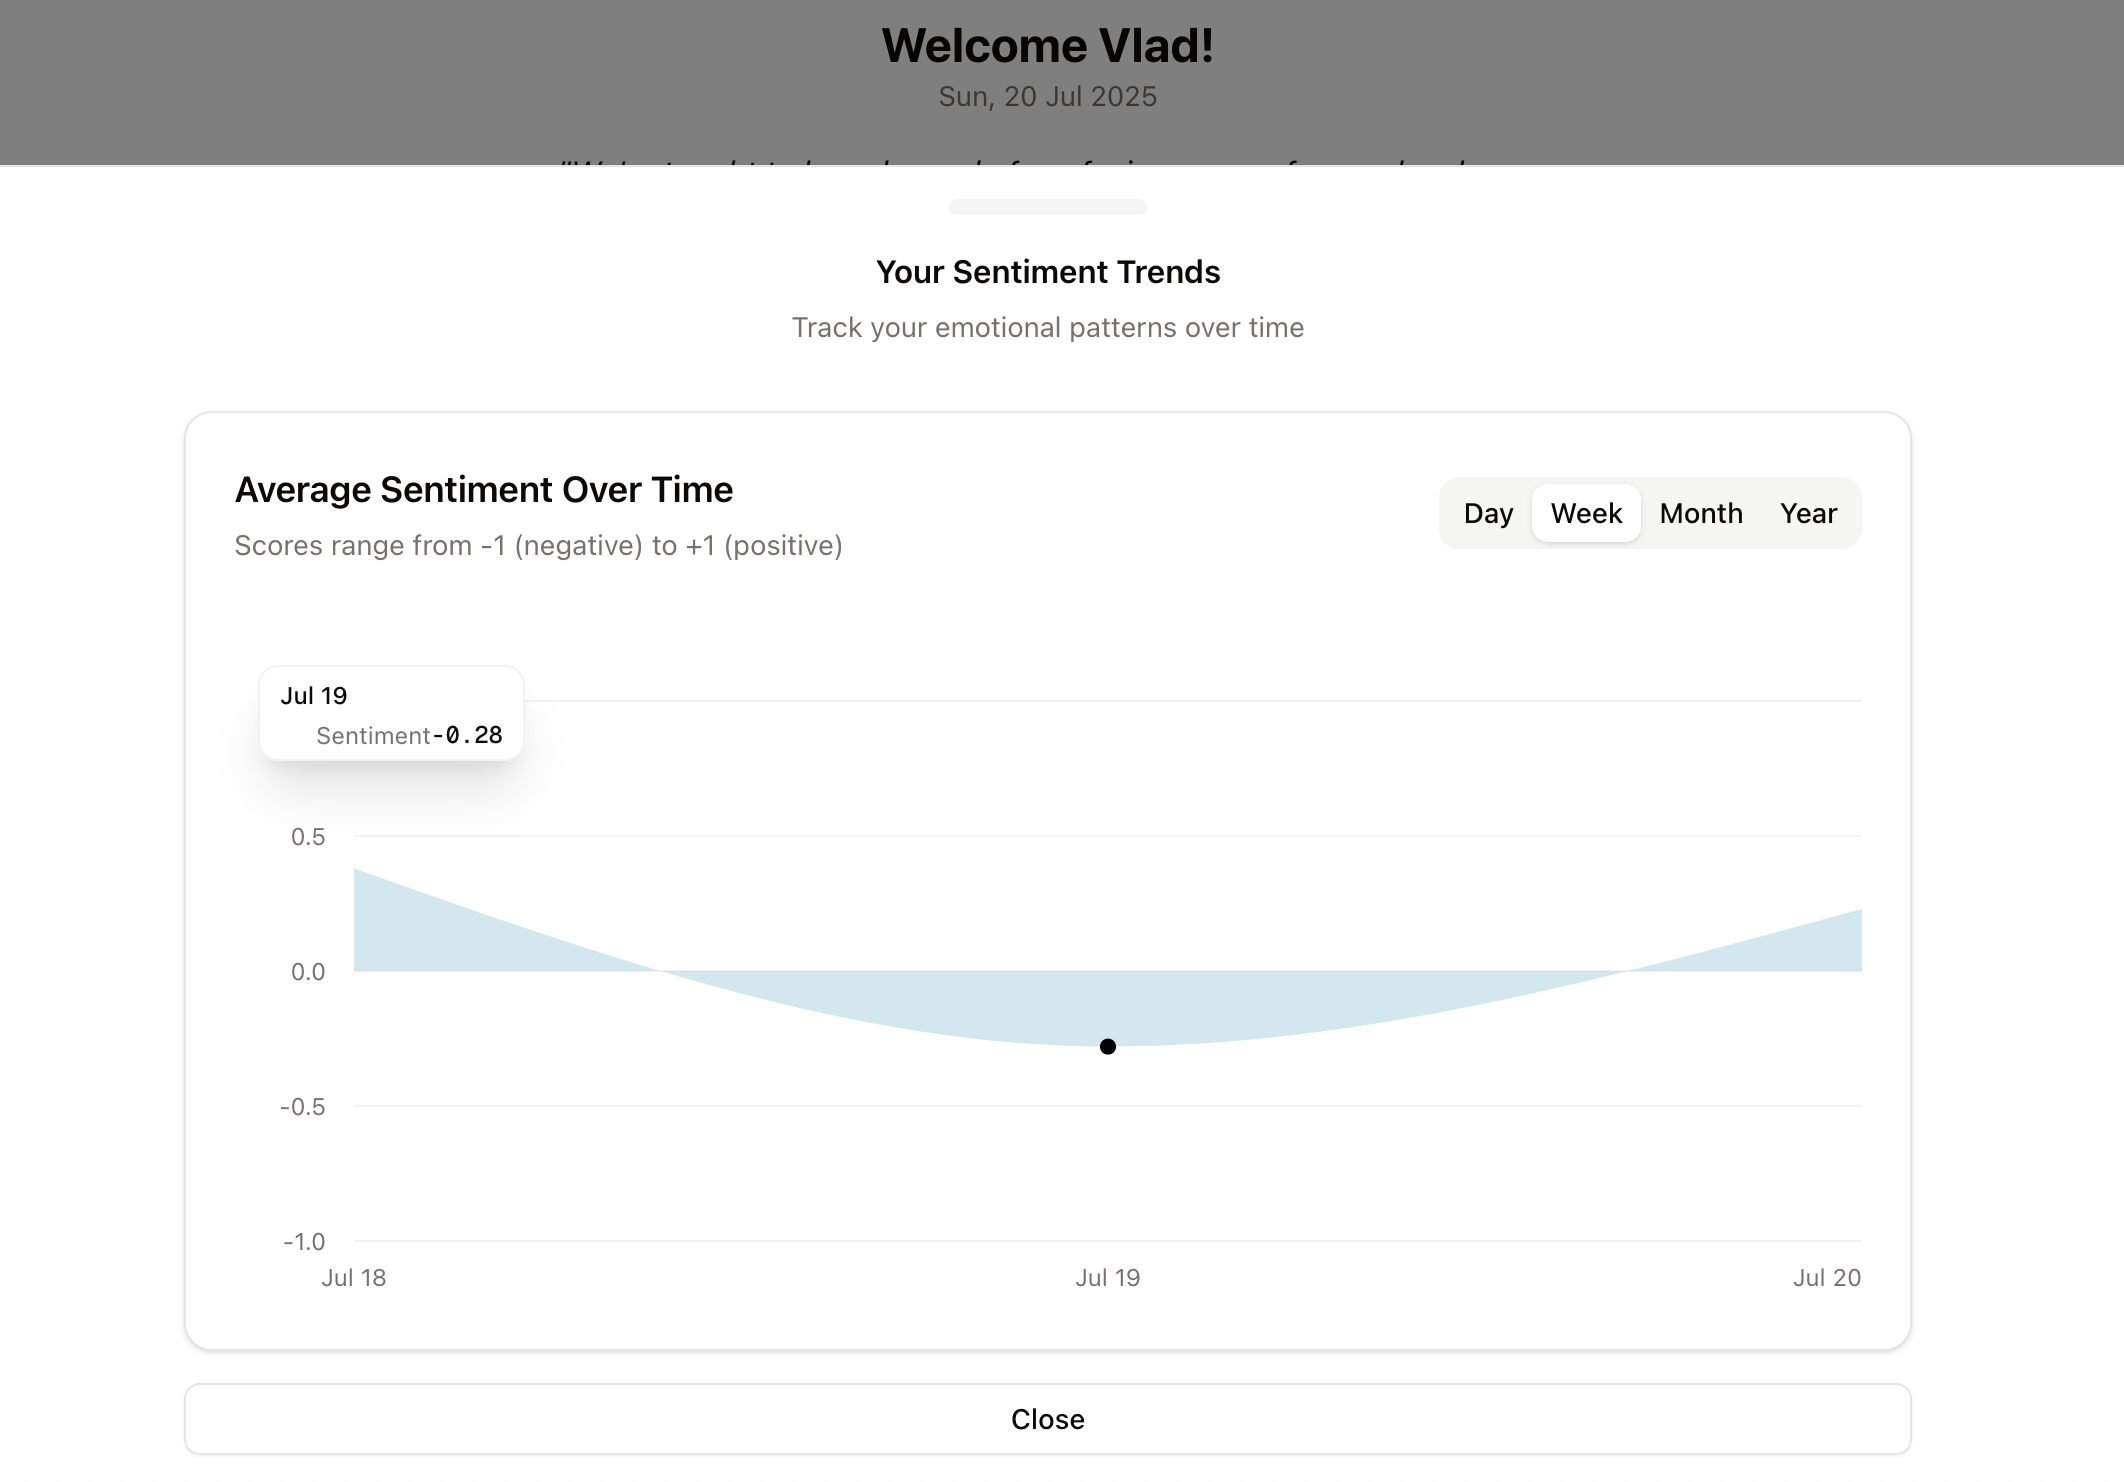 Welcome Vlad!
Sun, 20 Jul 2025
Your Sentiment Trends
Track your emotional patterns over time
Average Sentiment Over Time
Scores range from -1 (negative) to +1 (positive)
Day Week Month Year
Jul 19
Sentiment-0.28
0.5
0.0
-0.5
-1.0
Jul 18 Jul 19 Jul 20
Close